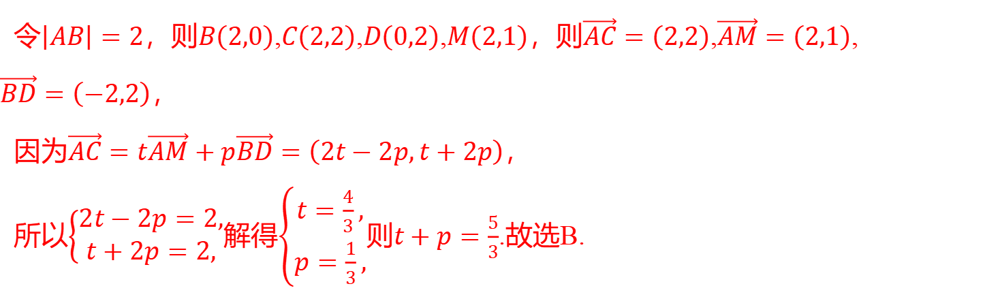 令|AB| = 2，则B(2,0),C(2,2),D(0,2),M(2,1)，则$\overrightarrow{AC}$ = (2,2),$\overrightarrow{AM}$ = (2,1),
$\overrightarrow{BD}$ = (−2,2)，
因为$\overrightarrow{AC}$ = t$\overrightarrow{AM}$ + p$\overrightarrow{BD}$ = (2t − 2p, t + 2p)，
所以$\begin{cases}2t-2p=2,\\t+2p=2,\end{cases}$解得$\begin{cases}t=\frac{4}{3},\\p=\frac{1}{3},\end{cases}$则t + p = $\frac{5}{3}$.故选B.